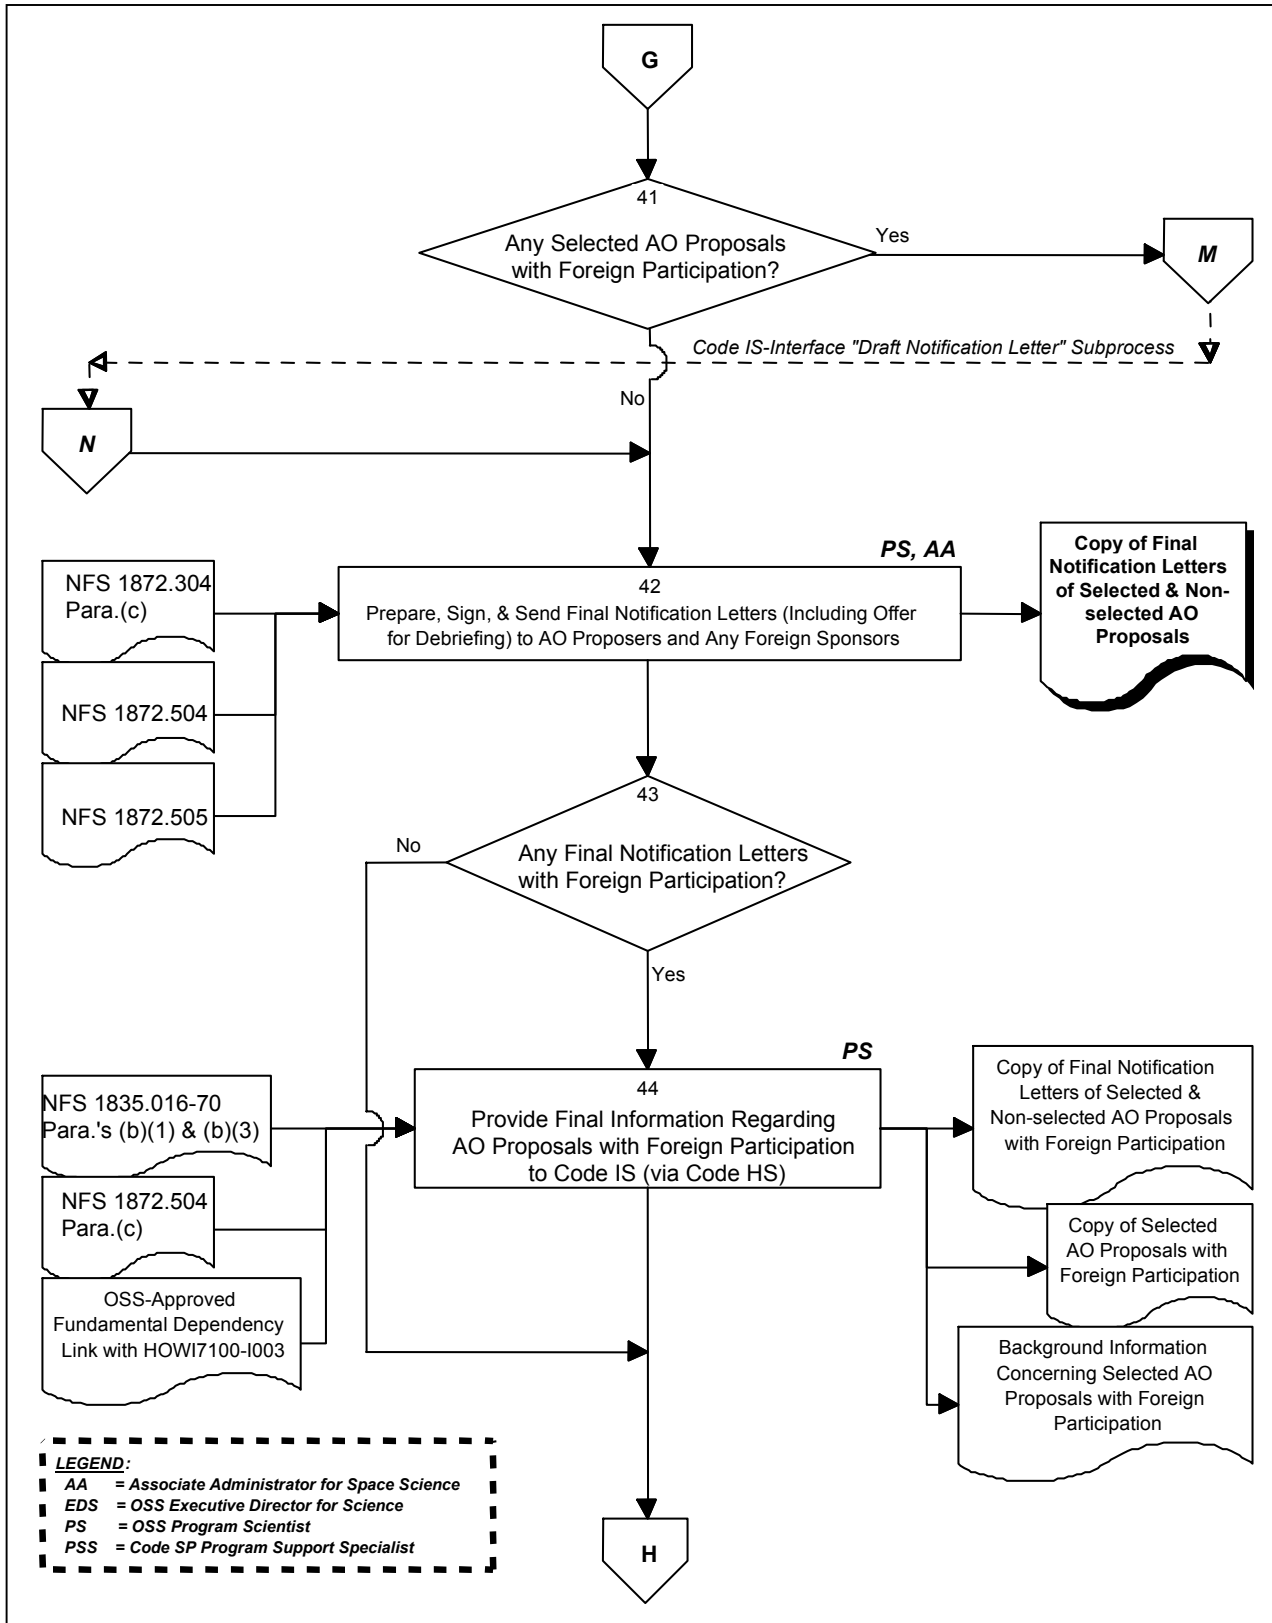 G
41
Any Selected AO Proposals
with Foreign Participation?
Yes
M
Code IS-Interface "Draft Notification Letter" Subprocess
No
N
PS, AA
42
Prepare, Sign, & Send Final Notification Letters (Including Offer
for Debriefing) to AO Proposers and Any Foreign Sponsors
Copy of Final
Notification Letters
of Selected & Non-
selected AO
Proposals
NFS 1872.304
Para.(c)
NFS 1872.504
NFS 1872.505
43
Any Final Notification Letters
with Foreign Participation?
No
Yes
PS
44
Provide Final Information Regarding
AO Proposals with Foreign Participation
to Code IS (via Code HS)
NFS 1835.016-70
Para.'s (b)(1) & (b)(3)
NFS 1872.504
Para.(c)
OSS-Approved
Fundamental Dependency
Link with HOWI7100-I003
Copy of Final Notification
Letters of Selected &
Non-selected AO Proposals
with Foreign Participation
Copy of Selected
AO Proposals with
Foreign Participation
Background Information
Concerning Selected AO
Proposals with Foreign
Participation
LEGEND:
AA = Associate Administrator for Space Science
EDS = OSS Executive Director for Science
PS = OSS Program Scientist
PSS = Code SP Program Support Specialist
H